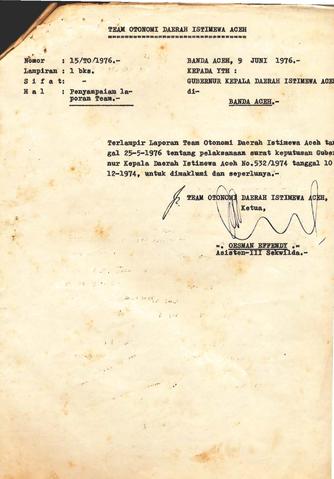 TEAM OTONOMI DAERAH ISTIMEWA ACEH
Nomor : 15/TO/1976.-
Lampiran : 1 bks.
S i f a t: -
H a l : Penyampaian la-
poran Team.-
BANDA ACEH, 9 JUNI 1976.-
KEPADA YTH :
GUBERNUR KEPALA DAERAH ISTIMEWA ACEH
di-
BANDA ACEH.-
Terlampir Laporan Team Otonomi Daerah Istimewa Aceh tan
gal 25-5-1976 tentang pelaksanaan surat keputusan Guber
nur Kepala Daerah Istimewa Aceh No.532/1974 tanggal 10
12-1974, untuk dimaklumi dan seperlunya.-
TEAM OTONOMI DAERAH ISTIMEWA ACEH,
Ketua,
-. OESMAN EFFENDY .-
Asisten-III Sekwilda.-